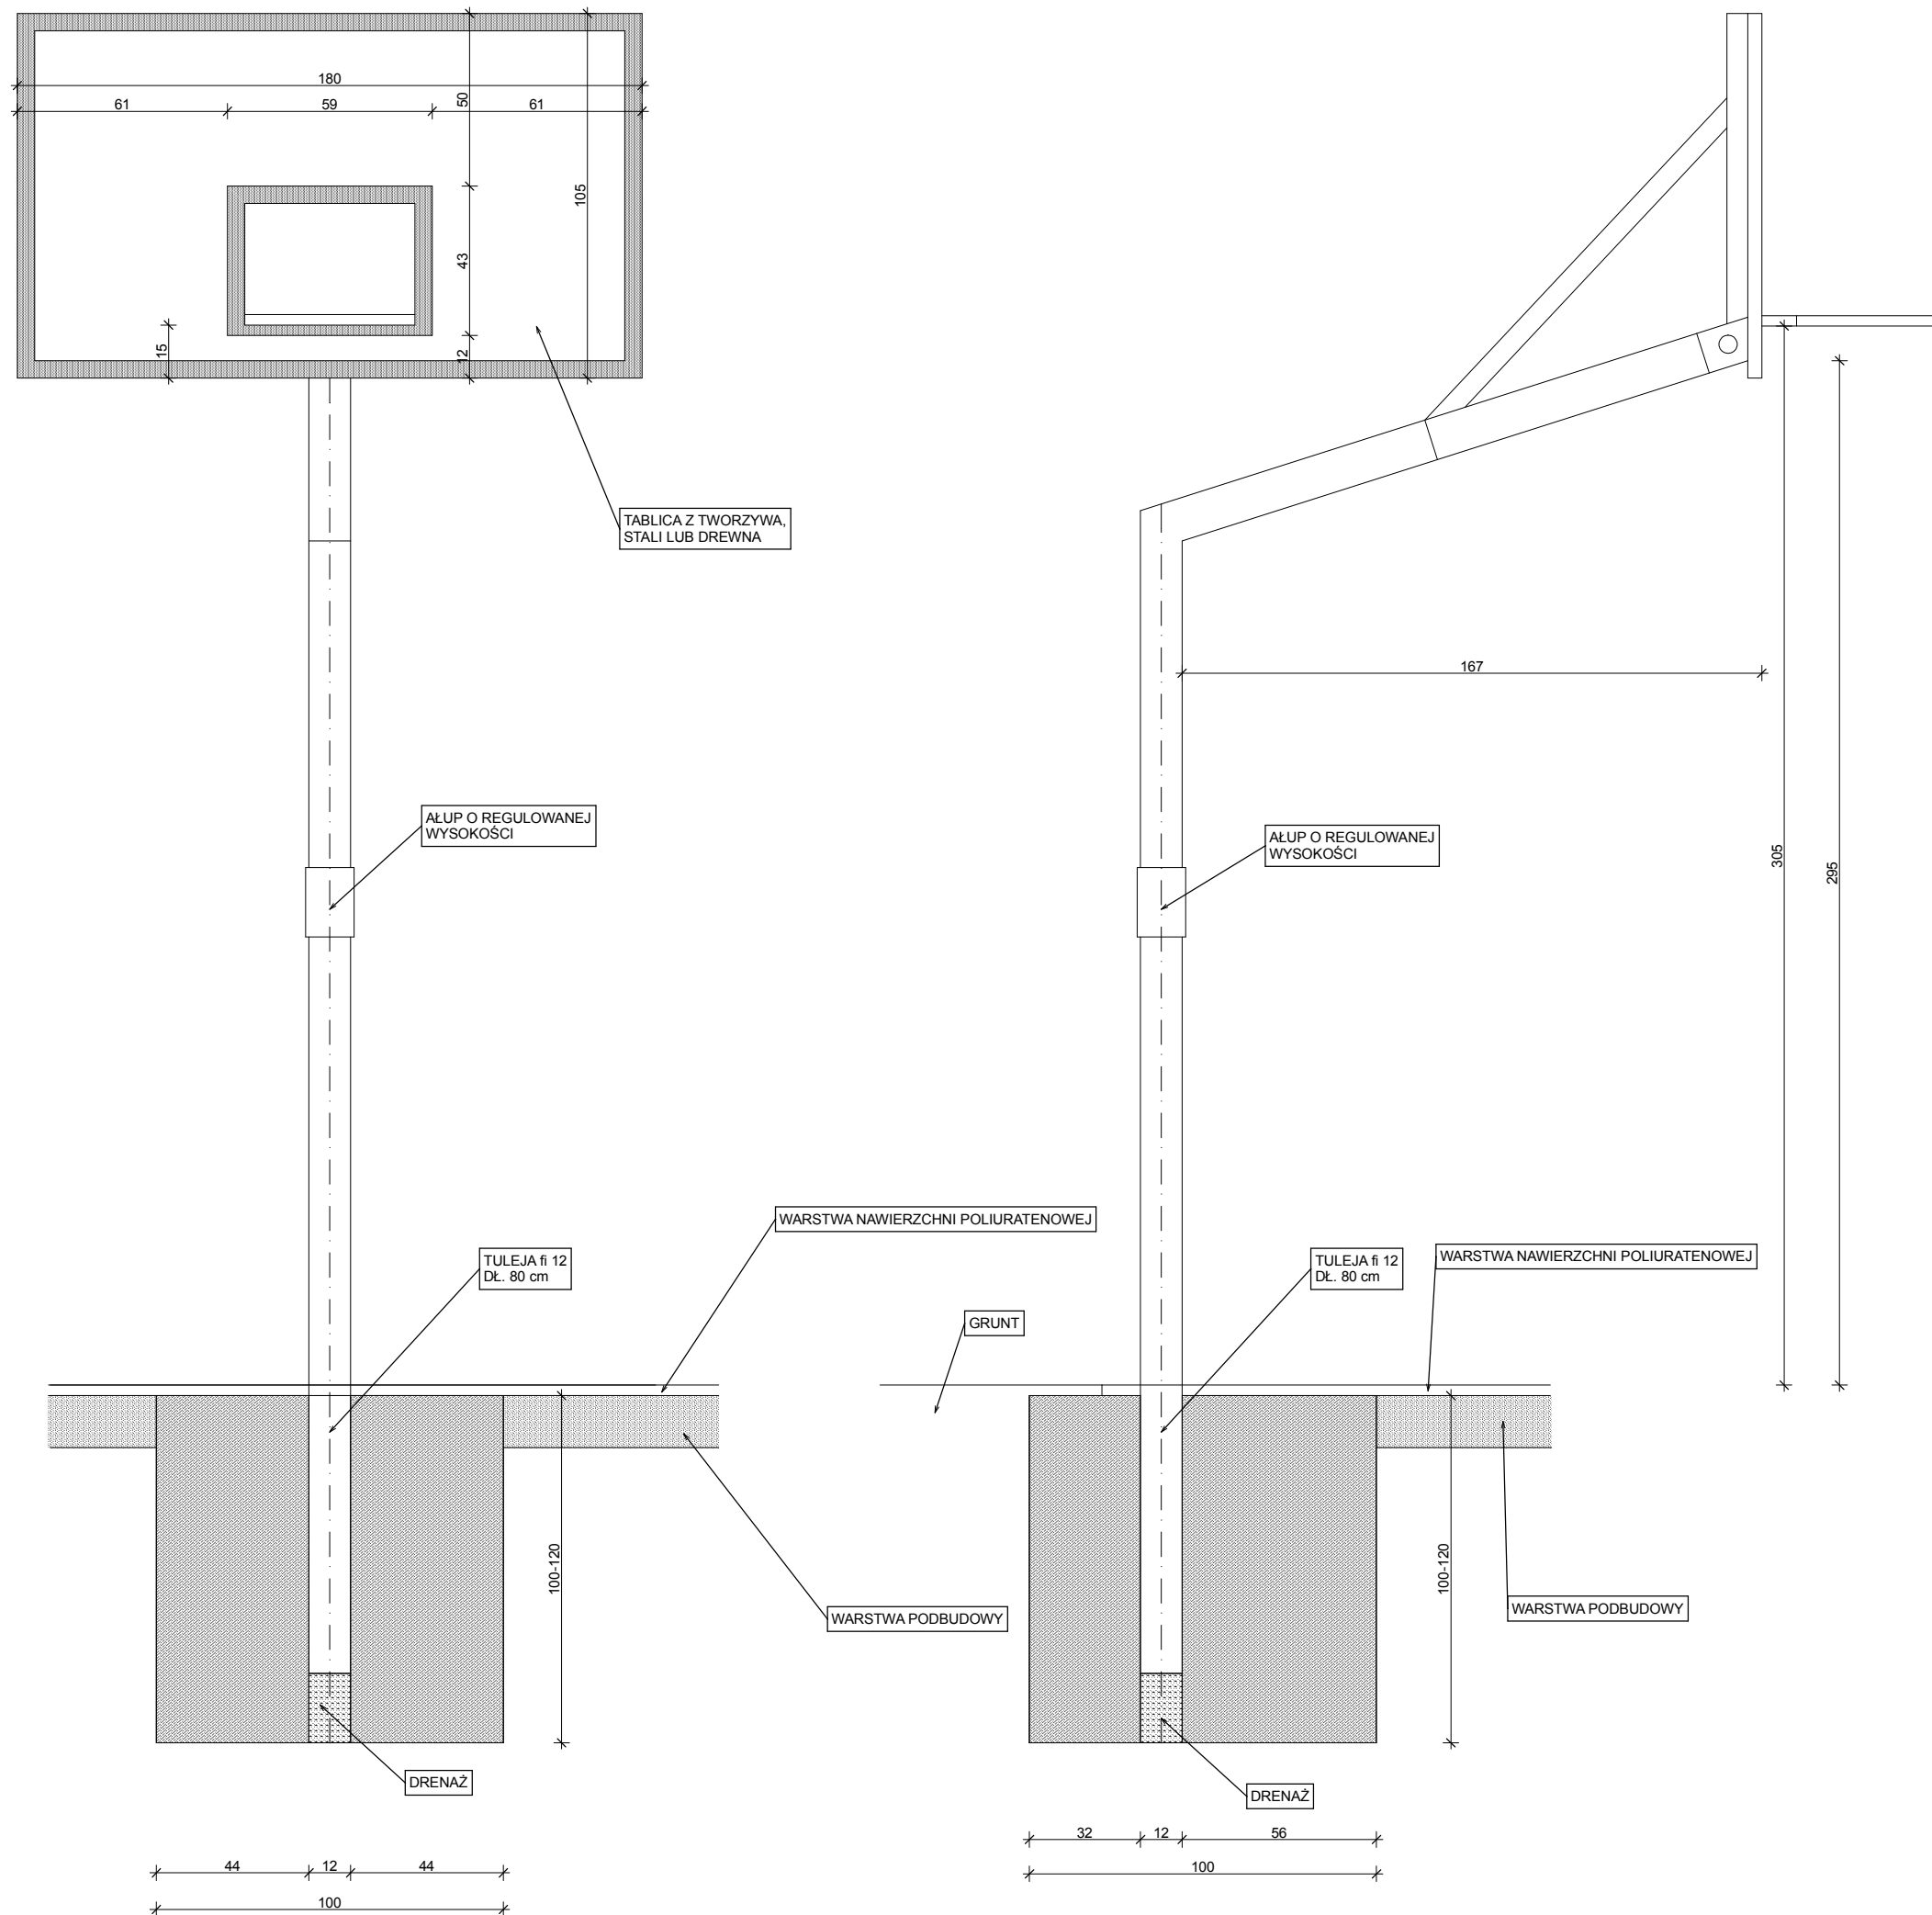 180
61
59
61
50
105
43
15
12
TABLICA Z TWORZYWA,
STALI LUB DREWNA
167
AŁUP O REGULOWANEJ
WYSOKOŚCI
AŁUP O REGULOWANEJ
WYSOKOŚCI
305
295
WARSTWA NAWIERZCHNI POLIURATENOWEJ
TULEJA fi 12
DŁ. 80 cm
TULEJA fi 12
DŁ. 80 cm
WARSTWA NAWIERZCHNI POLIURATENOWEJ
GRUNT
100-120
100-120
WARSTWA PODBUDOWY
WARSTWA PODBUDOWY
DRENAŻ
DRENAŻ
44
12
44
100
32
12
56
100